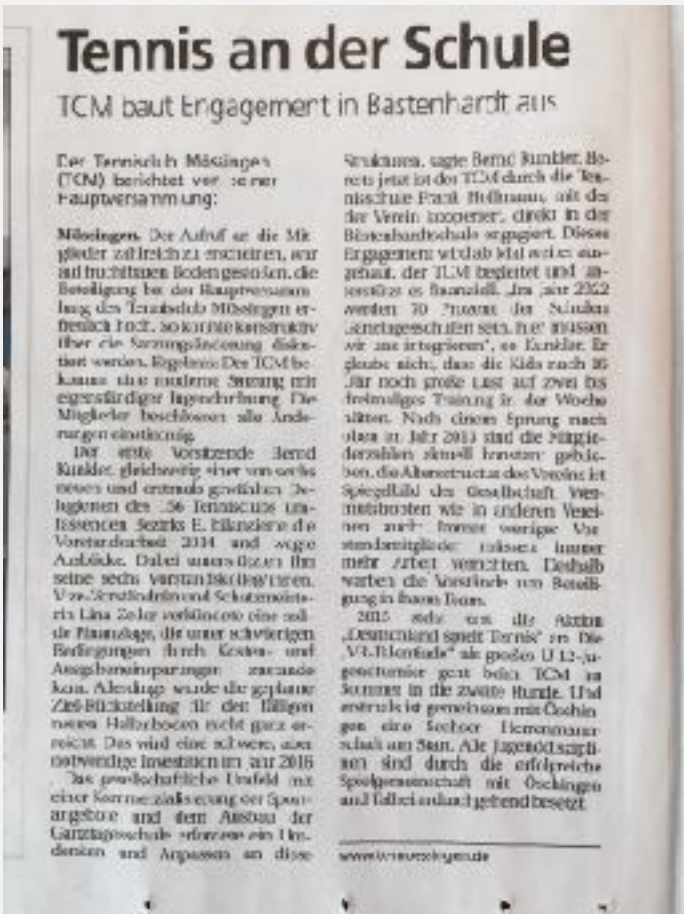 Tennis an der Schule
TCM baut Engagement in Bästenhardt aus
Der Tennisclub Mössingen
(TCM) berichtet von seiner
Hauptversammlung:
Mössingen. Der Aufruf an die Mit-
glieder zahlreich zu erscheinen, war
auf fruchtbaren Boden gestoßen, die
Beteiligung bei der Hauptversamm-
lung des Tennisclub Mössingen er-
freulich hoch. So konnte konstruktiv
über die Satzungsänderung disku-
tiert werden. Ergebnis: Der TCM be-
kommt eine moderne Satzung mit
eigenständiger Jugendordnung. Die
Mitglieder beschlossen alle Ände-
rungen einstimmig.
Der erste Vorsitzende Bernd
Kunkler, gleichzeitig einer von sechs
neuen und erstmals gewählten De-
legierten des 156 Tennisclubs um-
fassenden Bezirks E, bilanzierte die
Vorstandsarbeit 2014 und wagte
Ausblicke. Dabei unterstützen ihn
seine sechs Vorstandskolleg/innen.
Vize-Vorständin und Schatzmeiste-
rin Lina Zeiler verkündete eine soli-
de Finanzlage, die unter schwierigen
Bedingungen durch Kosten- und
Ausgabeneinsparungen zustande
kam. Allerdings wurde die geplante
Ziel-Rückstellung für den fälligen
neuen Hallenboden nicht ganz er-
reicht. Das wird eine schwere, aber
notwendige Investition im Jahr 2016
Das gesellschaftliche Umfeld mit
einer Kommerzialisierung der Sport-
angebote und dem Ausbau der
Ganztagesschule erfordere ein Um-
denken und Anpassen an diese
Strukturen, sagte Bernd Kunkler. Be-
reits jetzt ist der TCM durch die Ten-
nisschule Frank Hofmann, mit der
der Verein kooperiert, direkt in der
Bästenhardtschule engagiert. Dieses
Engagement wird ab Mai weiter aus-
gebaut, der TCM begleitet und un-
terstützt es finanziell. „Im Jahr 2022
werden 70 Prozent der Schulen
Ganztagesschulen sein, hier müssen
wir uns integrieren“, so Kunkler. Er
glaube nicht, dass die Kids nach 16
Uhr noch große Lust auf zwei bis
dreimaliges Training in der Woche
hätten. Nach einem Sprung nach
oben im Jahr 2013 sind die Mitglie-
derzahlen aktuell konstant geblie-
ben, die Altersstruktur des Vereins ist
Spiegelbild der Gesellschaft. Wer-
mutstropfen wie in anderen Verei-
nen auch: Immer weniger Vor-
standsmitglieder müssen immer
mehr Arbeit verrichten. Deshalb
warben die Vorstände um Beteili-
gung in ihrem Team.
2015 steht erst die Aktion
„Deutschland spielt Tennis“ an. Die
als großes U 12-Ju-
gendturnier geht beim TCM im
Sommer in die zweite Runde. Und
erstmals ist gemeinsam mit Öschin-
gen eine Sechser Herrenmann-
schaft am Start. Alle Jugenddiszipli-
nen sind durch die erfolgreiche
Spielgemeinschaft mit Öschingen
und Talheim durchgehend besetzt.